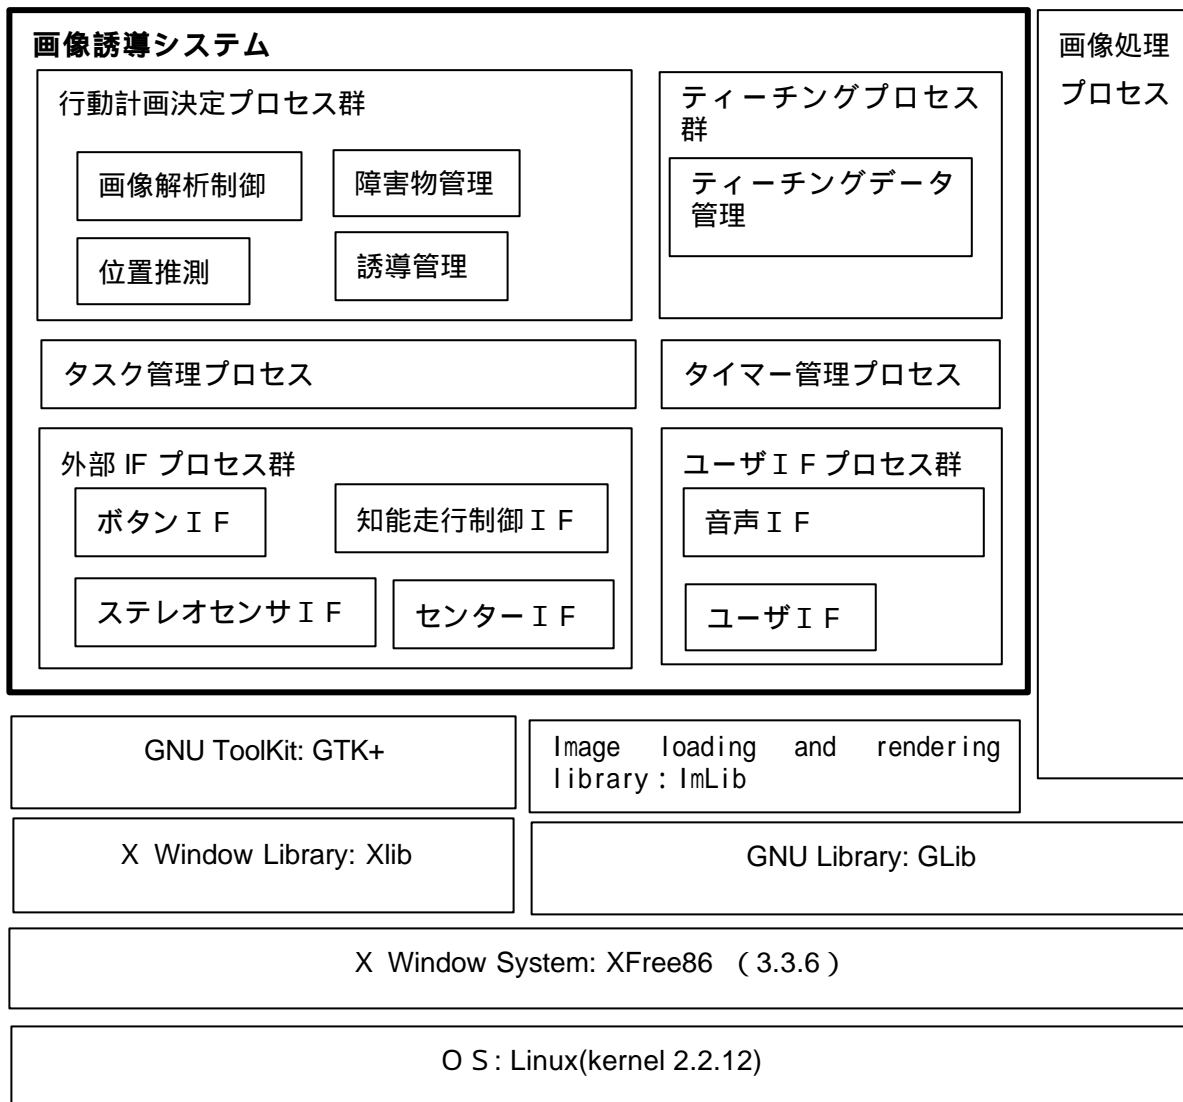 画像誘導システム
行動計画決定プロセス群
画像解析制御
障害物管理
位置推測
誘導管理
ティーチングプロセス
群
ティーチングデータ
管理
タスク管理プロセス
タイマー管理プロセス
外部 IF プロセス群
ボタンＩＦ
知能走行制御ＩＦ
ステレオセンサＩＦ
センターＩＦ
ユーザＩＦプロセス群
音声ＩＦ
ユーザＩＦ
画像処理
プロセス
GNU ToolKit: GTK+
Image loading and rendering
library：ImLib
X Window Library: Xlib
GNU Library: GLib
X Window System: XFree86 （3.3.6）
ＯＳ: Linux(kernel 2.2.12)